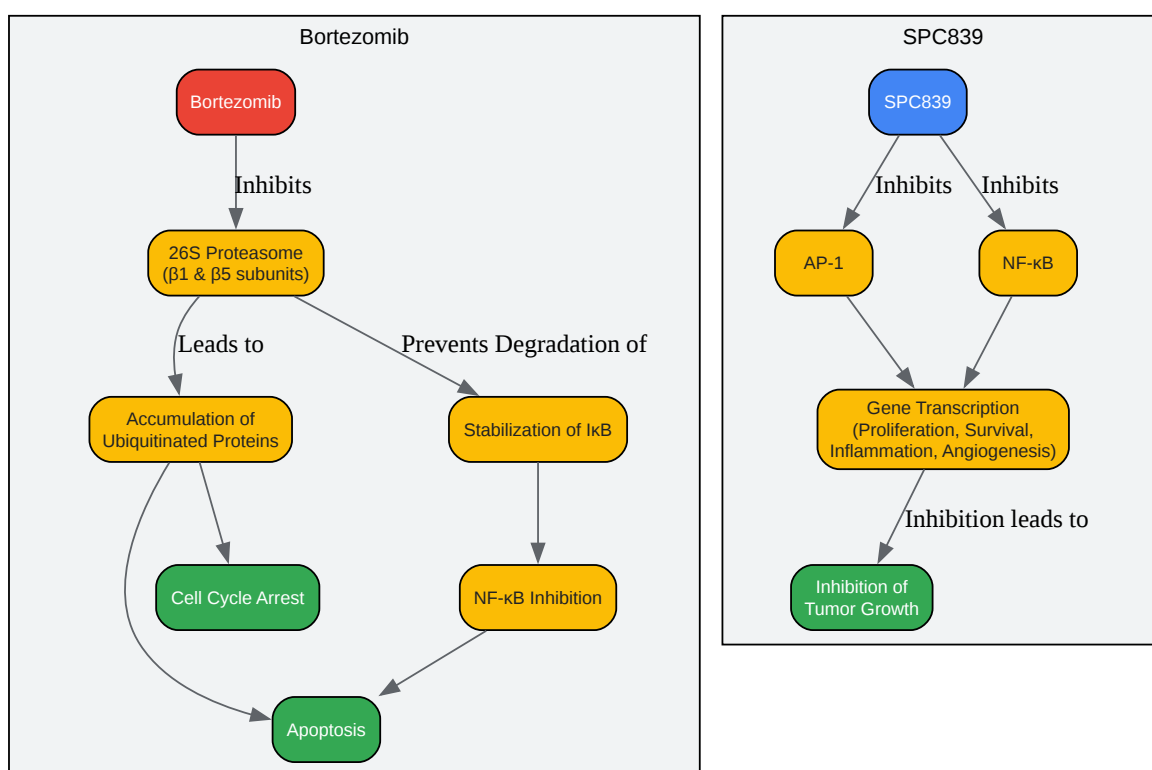 Bortezomib
Bortezomib
Inhibits
26S Proteasome
(β1 & β5 subunits)
Leads to
Prevents Degradation of
Accumulation of
Ubiquitinated Proteins
Stabilization of IκB
Cell Cycle Arrest
NF-κB Inhibition
Apoptosis
SPC839
SPC839
Inhibits
Inhibits
AP-1
NF-κB
Gene Transcription
(Proliferation, Survival,
Inflammation, Angiogenesis)
Inhibition leads to
Inhibition of
Tumor Growth